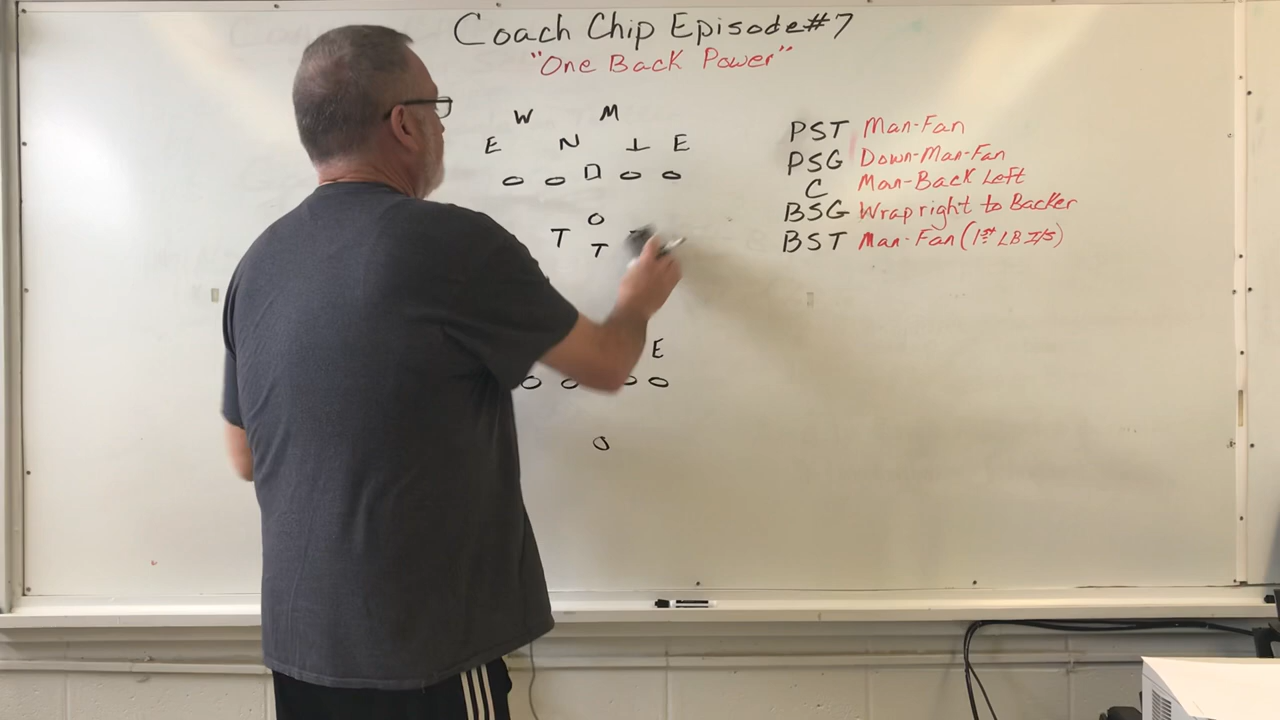 Coach Chip Episode #7
"One Back Power"
W M
E N T E
O O □ O O
O
T T
E
O O O O
O
PST Man-Fan
PSG Down-Man-Fan
C Man-Back Left
BSG Wrap right to Backer
BST Man-Fan (1st LB I/S)